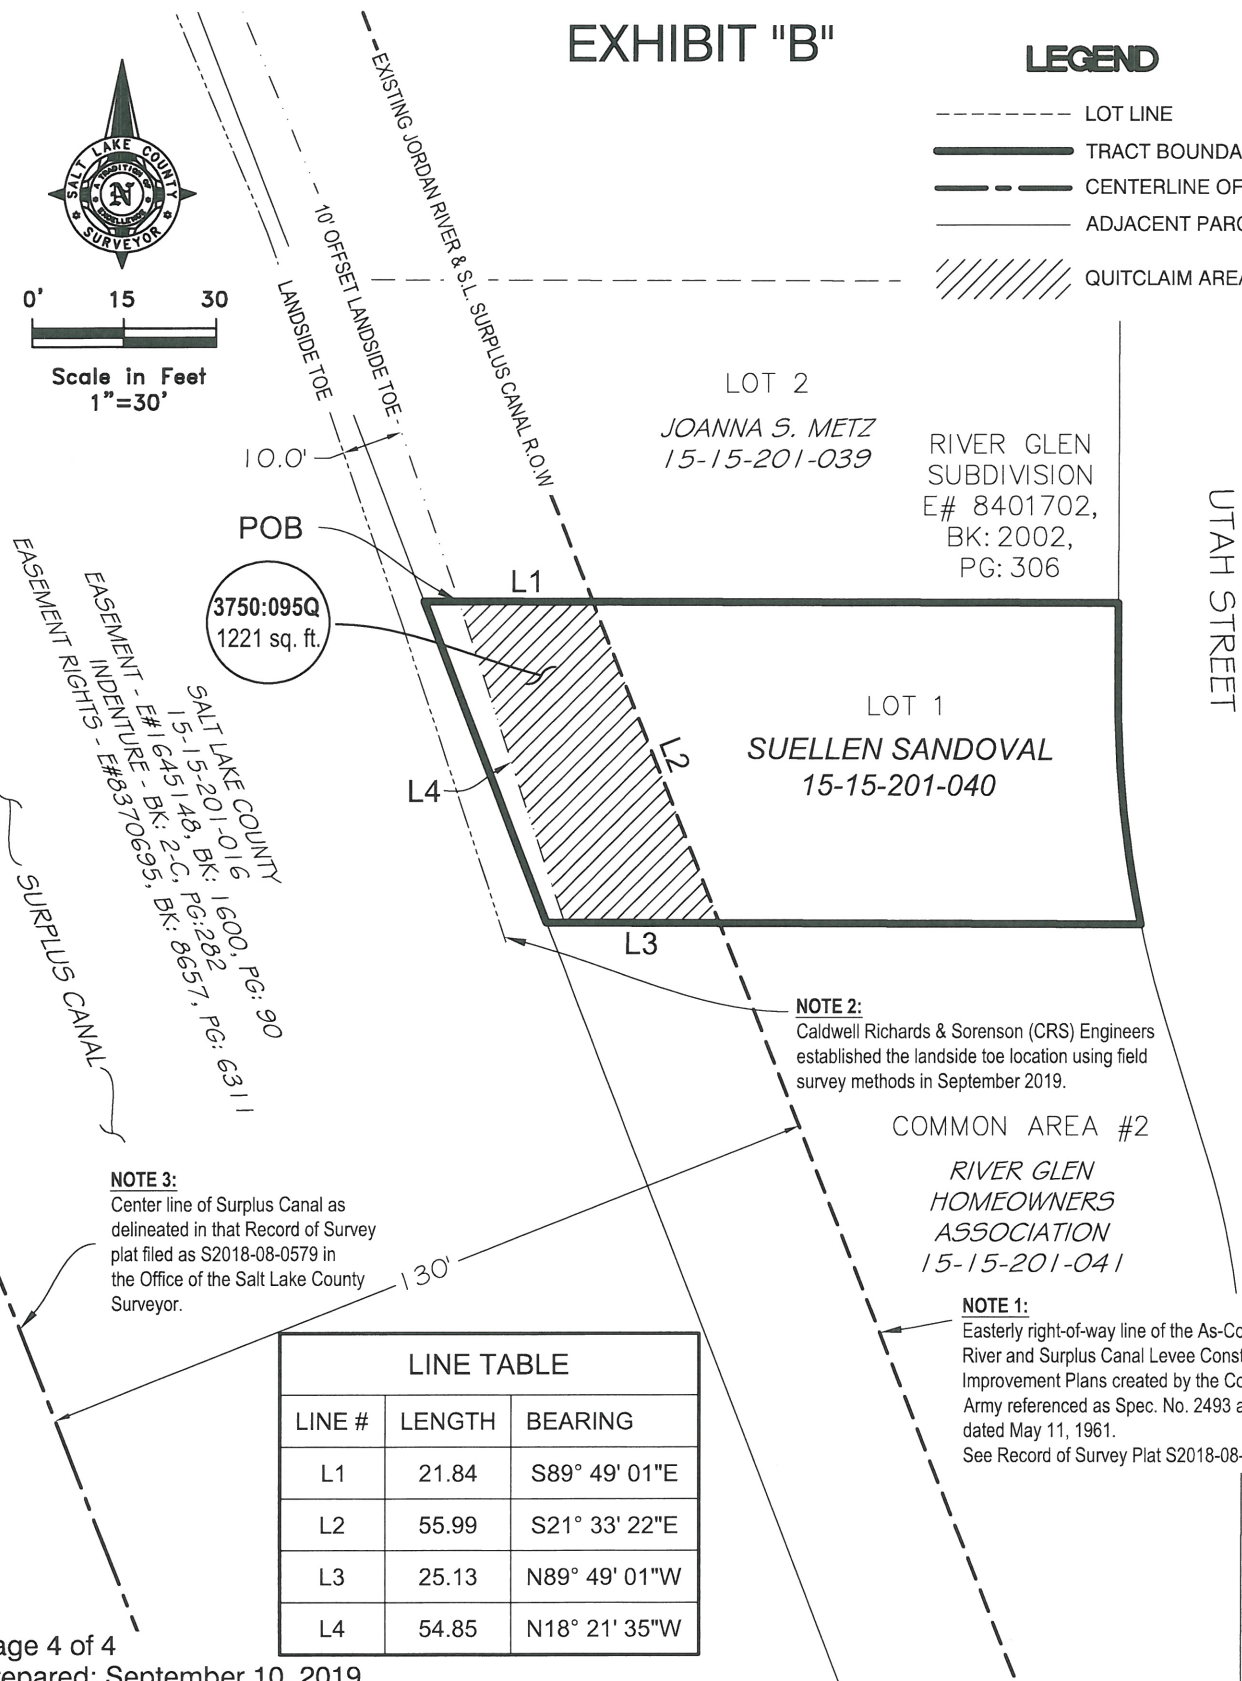 EXHIBIT "B"
LEGEND
LOT LINE
TRACT BOUNDA
CENTERLINE OF
ADJACENT PARC
QUITCLAIM AREA
SALT LAKE COUNTY
SURVEYOR
A TRADITION OF
EXCELLENCE
N
0' 15 30
Scale in Feet
1"=30'
EXISTING JORDAN RIVER & S.L. SURPLUS CANAL R.O.W
10' OFFSET LANDSIDE TOE
LANDSIDE TOE
10.0'
POB
3750:095Q
1221 sq. ft.
L1
L2
L3
L4
LOT 2
JOANNA S. METZ
15-15-201-039
RIVER GLEN
SUBDIVISION
E# 8401702,
BK: 2002,
PG: 306
UTAH STREET
LOT 1
SUELLEN SANDOVAL
15-15-201-040
SALT LAKE COUNTY
15-15-201-016
EASEMENT - E#1645148, BK: 1600, PG: 90
INDENTURE - BK: 2-C, PG:282
EASEMENT RIGHTS - E#8370695, BK: 8657, PG: 6311
SURPLUS CANAL
NOTE 2:
Caldwell Richards & Sorenson (CRS) Engineers
established the landside toe location using field
survey methods in September 2019.
COMMON AREA #2
RIVER GLEN
HOMEOWNERS
ASSOCIATION
15-15-201-041
NOTE 3:
Center line of Surplus Canal as
delineated in that Record of Survey
plat filed as S2018-08-0579 in
the Office of the Salt Lake County
Surveyor.
130'
NOTE 1:
Easterly right-of-way line of the As-Co
River and Surplus Canal Levee Const
Improvement Plans created by the Co
Army referenced as Spec. No. 2493 a
dated May 11, 1961.
See Record of Survey Plat S2018-08-
LINE TABLE
LINE # LENGTH BEARING
L1 21.84 S89° 49' 01"E
L2 55.99 S21° 33' 22"E
L3 25.13 N89° 49' 01"W
L4 54.85 N18° 21' 35"W
age 4 of 4
repared: September 10, 2019